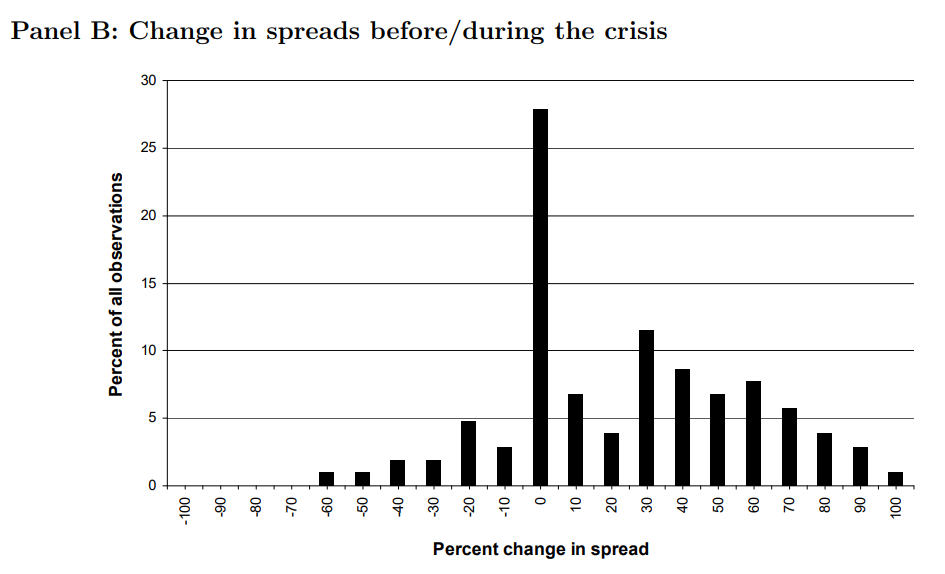 Panel B: Change in spreads before/during the crisis
30
25
20
15
10
5
0
Percent of all observations
-100 -90 -80 -70 -60 -50 -40 -30 -20 -10 0 10 20 30 40 50 60 70 80 90 100
Percent change in spread